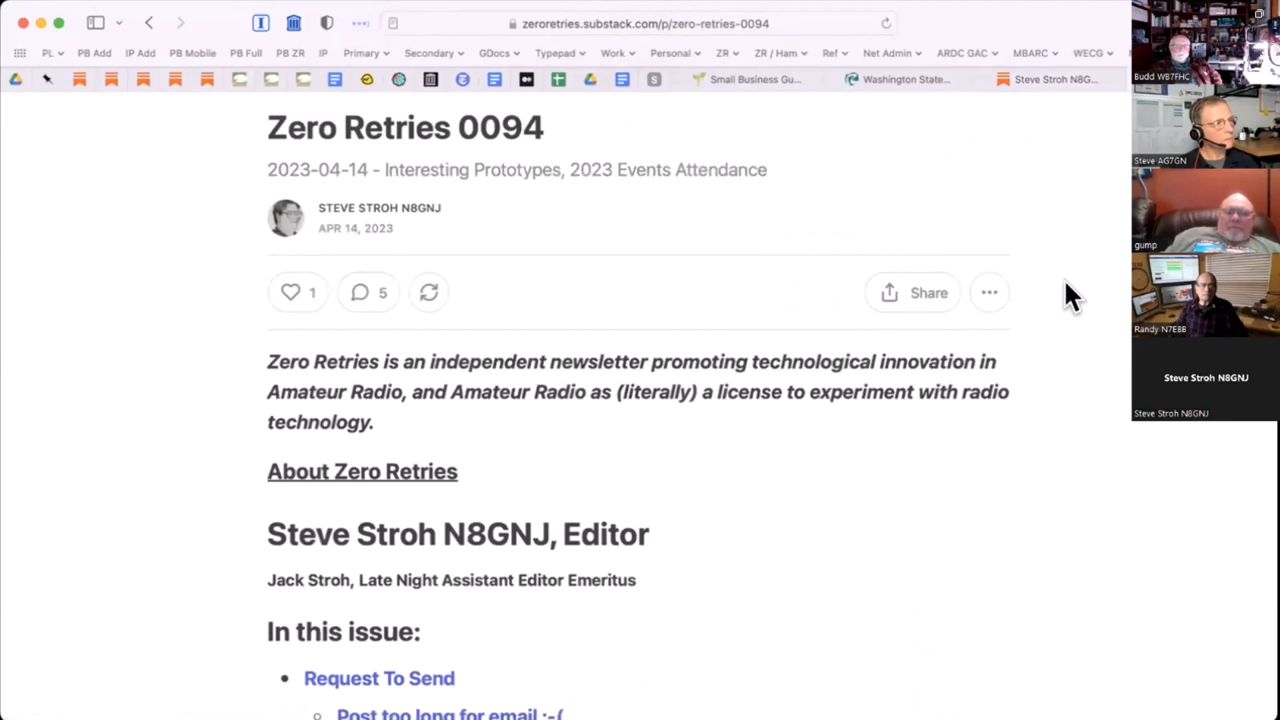 zeroretries.substack.com/p/zero-retries-0094
PL PB Add IP Add PB Mobile PB Full PB ZR IP Primary Secondary GDocs Typepad Work Personal ZR ZR / Ham Ref Net Admin ARDC GAC MBARC WECG
Small Business Gu... Washington State... Steve Stroh N8G...
Zero Retries 0094
2023-04-14 - Interesting Prototypes, 2023 Events Attendance
STEVE STROH N8GNJ
APR 14, 2023
1 5 Share
Zero Retries is an independent newsletter promoting technological innovation in
Amateur Radio, and Amateur Radio as (literally) a license to experiment with radio
technology.
About Zero Retries
Steve Stroh N8GNJ, Editor
Jack Stroh, Late Night Assistant Editor Emeritus
In this issue:
Request To Send
Post too long for email :-(
Budd WB7FHC
Steve AG7GN
gump
Randy N7EBB
Steve Stroh N8GNJ
Steve Stroh N8GNJ